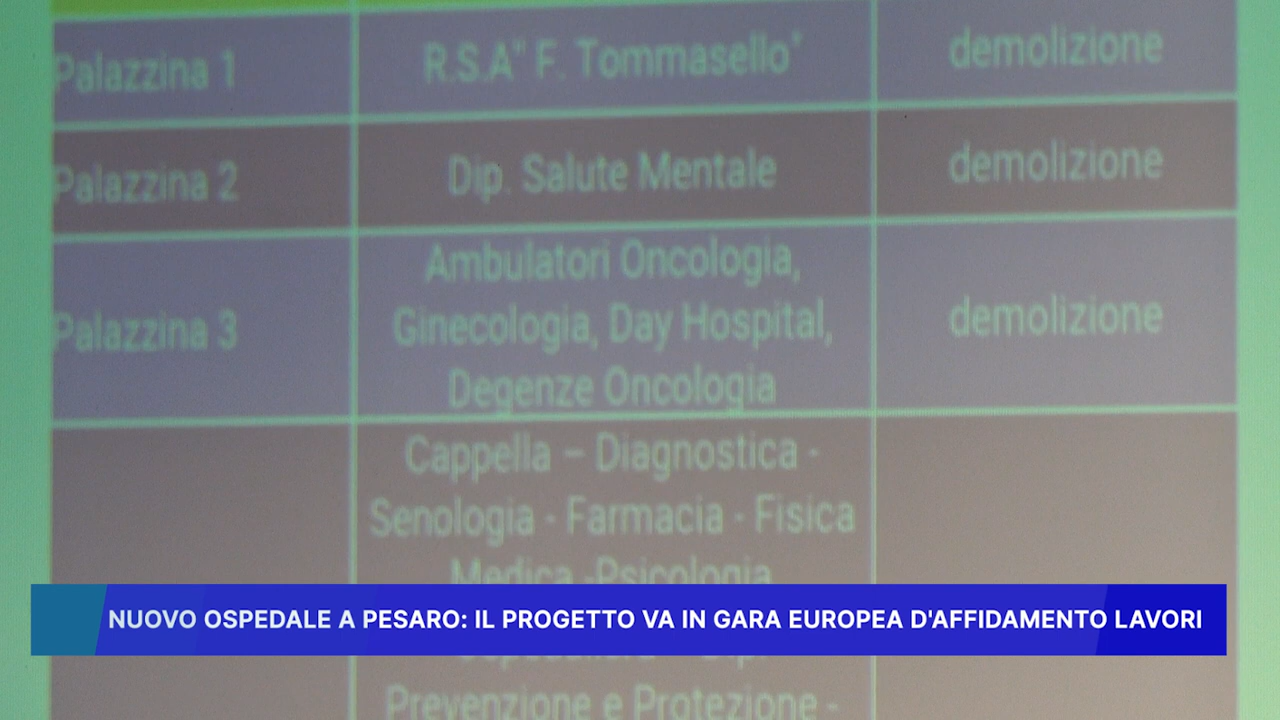 Palazzina 1
R.S.A" F. Tommasello"
demolizione
Palazzina 2
Dip. Salute Mentale
demolizione
Palazzina 3
Ambulatori Oncologia,
Ginecologia, Day Hospital,
Degenze Oncologia
demolizione
Cappella – Diagnostica -
Senologia - Farmacia - Fisica
Medica -Psicologia
NUOVO OSPEDALE A PESARO: IL PROGETTO VA IN GARA EUROPEA D'AFFIDAMENTO LAVORI
Prevenzione e Protezione -